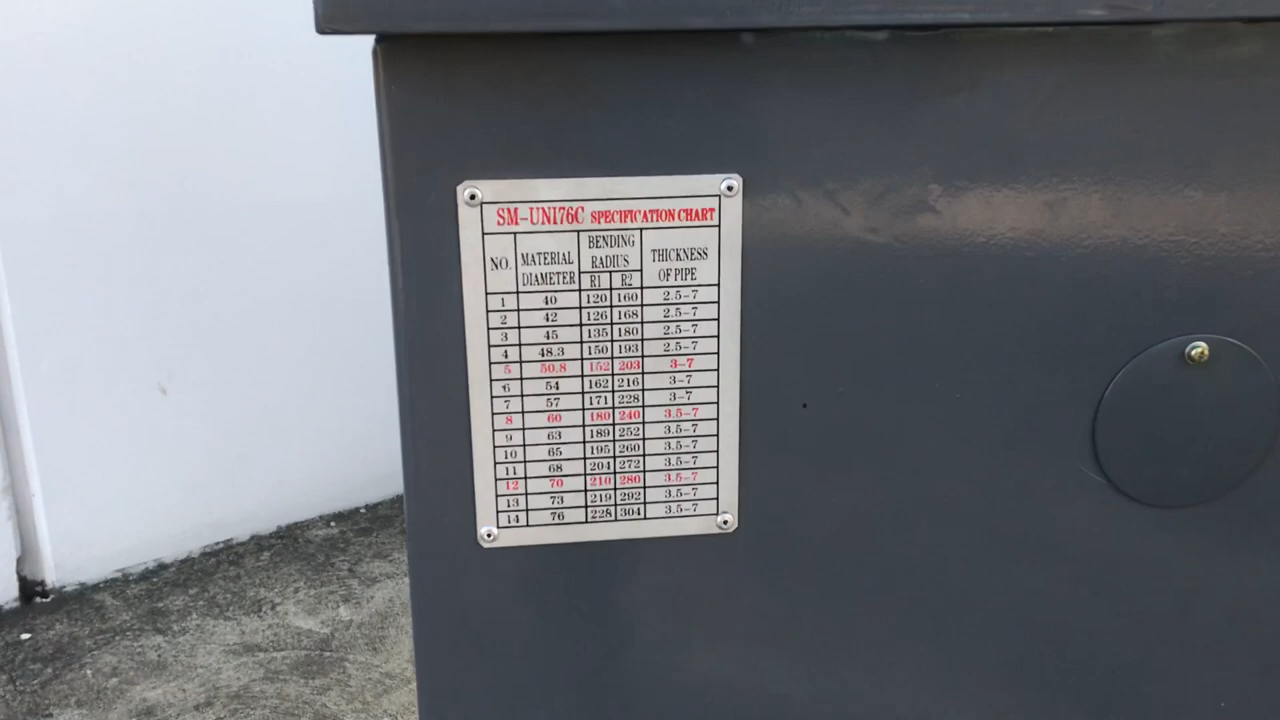 SM-UNI76C SPECIFICATION CHART
NO. MATERIAL DIAMETER BENDING RADIUS THICKNESS OF PIPE
R1 R2
1 40 120 160 2.5-7
2 42 126 168 2.5-7
3 45 135 180 2.5-7
4 48.3 150 193 2.5-7
5 50.8 152 203 3-7
6 54 162 216 3-7
7 57 171 228 3-7
8 60 180 240 3.5-7
9 63 189 252 3.5-7
10 65 195 260 3.5-7
11 68 204 272 3.5-7
12 70 210 280 3.5-7
13 73 219 292 3.5-7
14 76 228 304 3.5-7